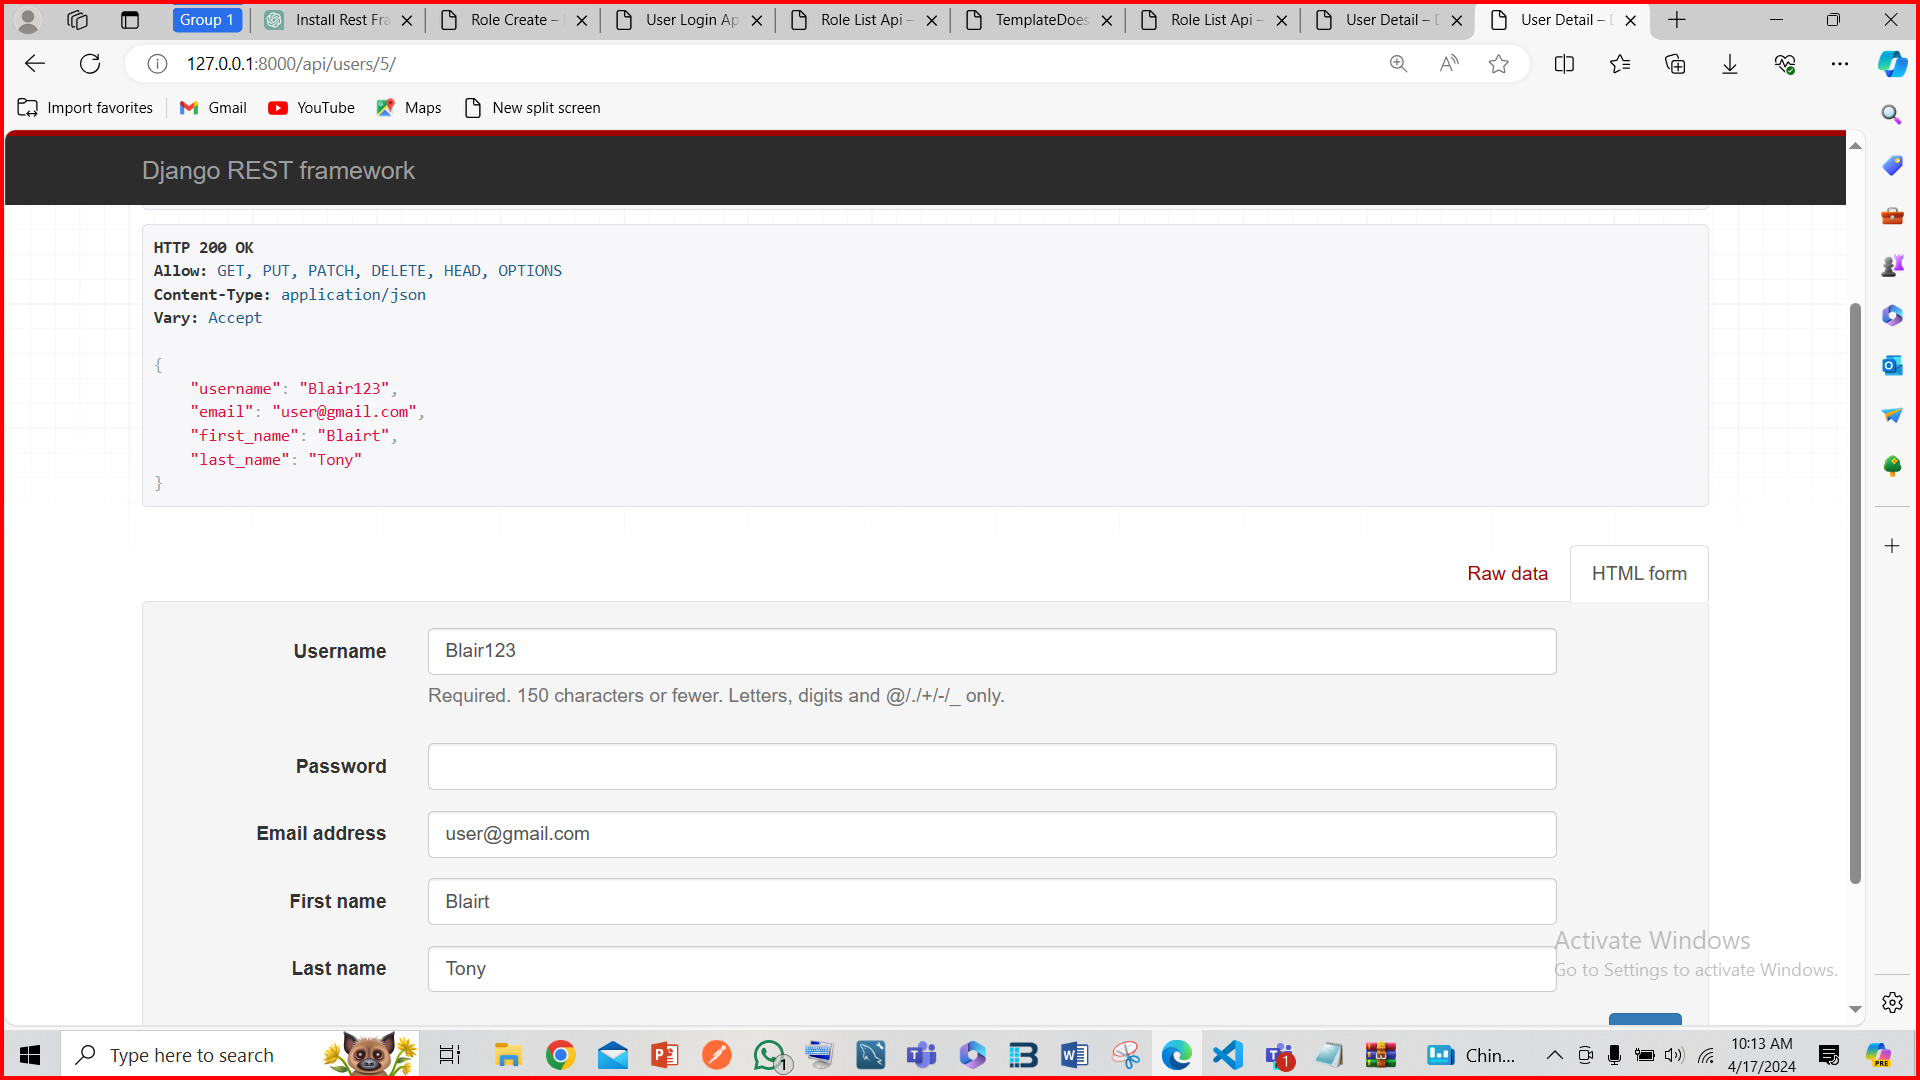 Group 1
Install Rest Fra
Role Create –
User Login Ap
Role List Api –
TemplateDoes
Role List Api –
User Detail – D
User Detail – D
127.0.0.1:8000/api/users/5/
Import favorites
Gmail
YouTube
Maps
New split screen
Django REST framework
HTTP 200 OK
Allow: GET, PUT, PATCH, DELETE, HEAD, OPTIONS
Content-Type: application/json
Vary: Accept
{
"username": "Blair123",
"email": "user@gmail.com",
"first_name": "Blairt",
"last_name": "Tony"
}
Raw data
HTML form
Username
Blair123
Required. 150 characters or fewer. Letters, digits and @/./+/-/_ only.
Password
Email address
user@gmail.com
First name
Blairt
Last name
Tony
Activate Windows
Go to Settings to activate Windows.
Type here to search
1
1
Chin...
10:13 AM
4/17/2024
PRE